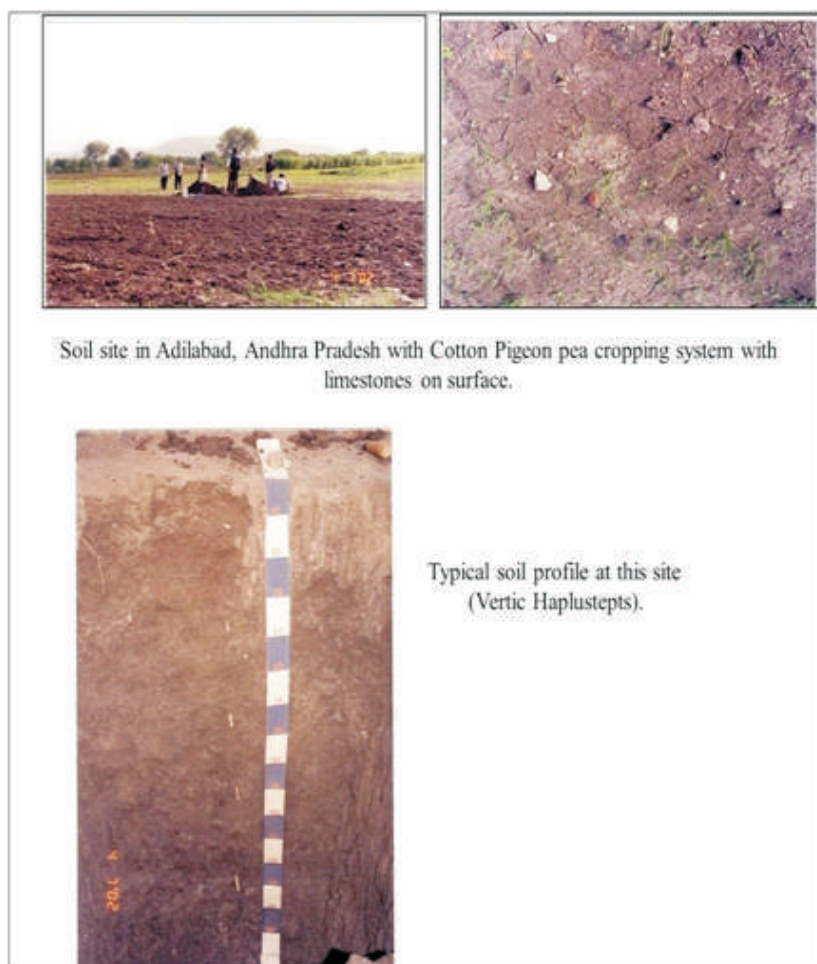 Soil site in Adilabad, Andhra Pradesh with Cotton Pigeon pea cropping system with
limestones on surface.
Typical soil profile at this site
(Vertic Haplustepts).